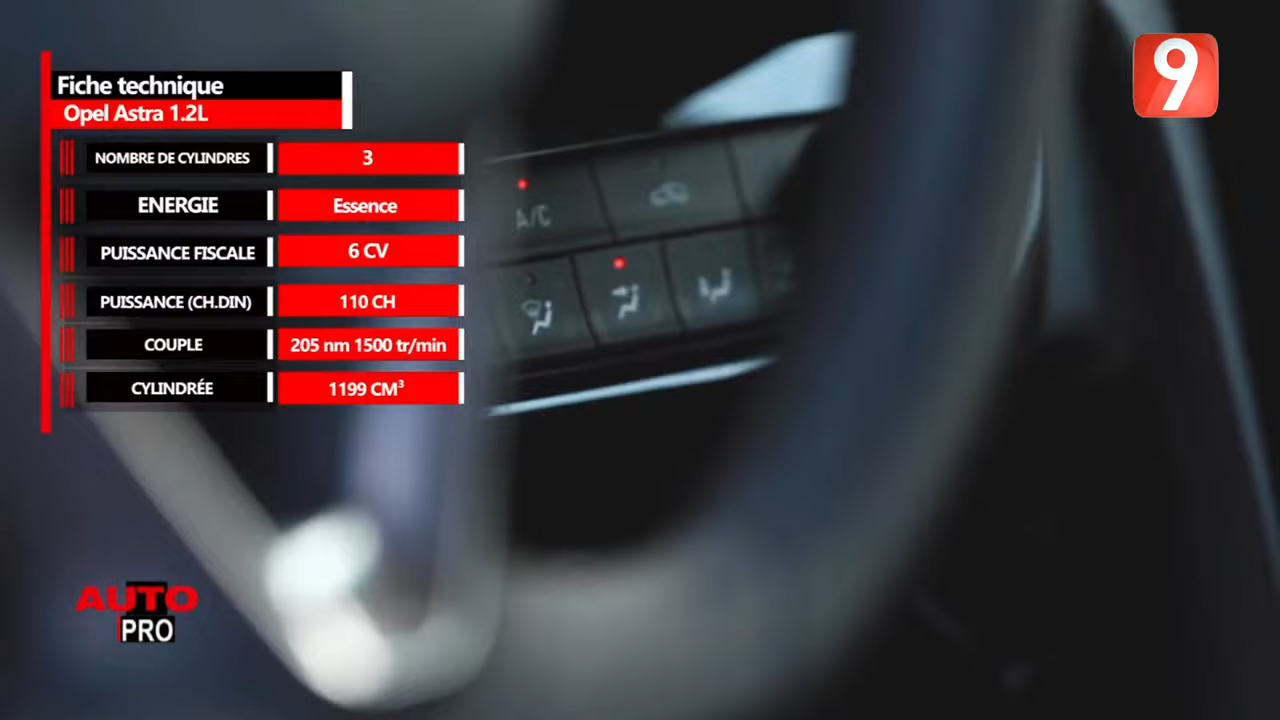 Fiche technique
Opel Astra 1.2L
NOMBRE DE CYLINDRES 3
ENERGIE Essence
PUISSANCE FISCALE 6 CV
PUISSANCE (CH.DIN) 110 CH
COUPLE 205 nm 1500 tr/min
CYLINDRÉE 1199 CM³
9
A/C
AUTO
PRO